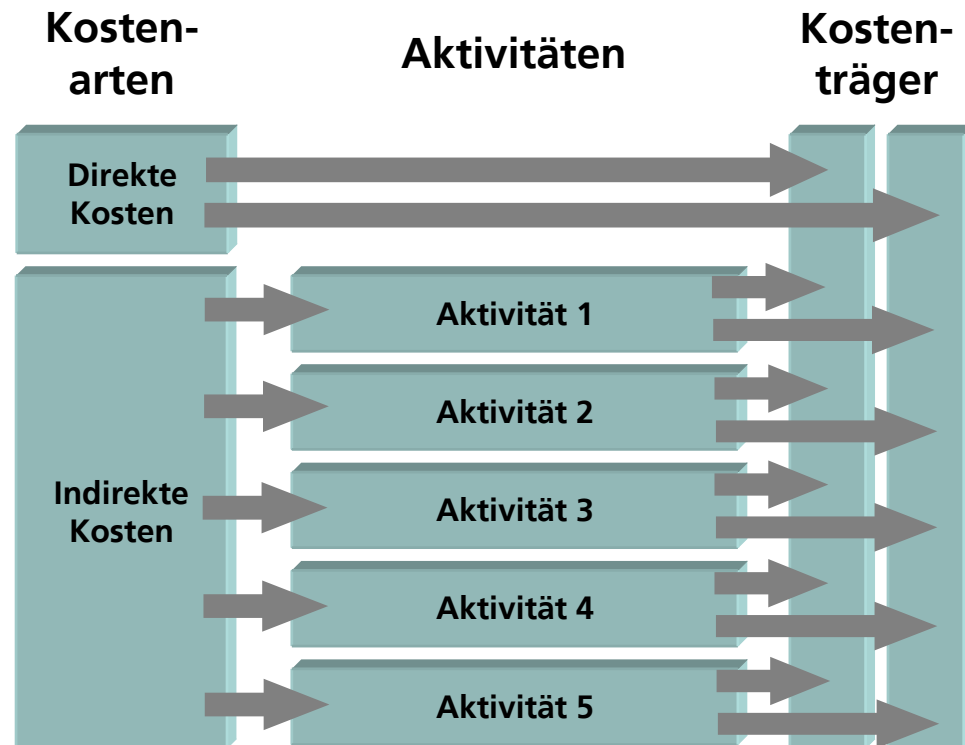 Kosten-
arten
Aktivitäten
Kosten-
träger
Direkte
Kosten
Indirekte
Kosten
Aktivität 1
Aktivität 2
Aktivität 3
Aktivität 4
Aktivität 5